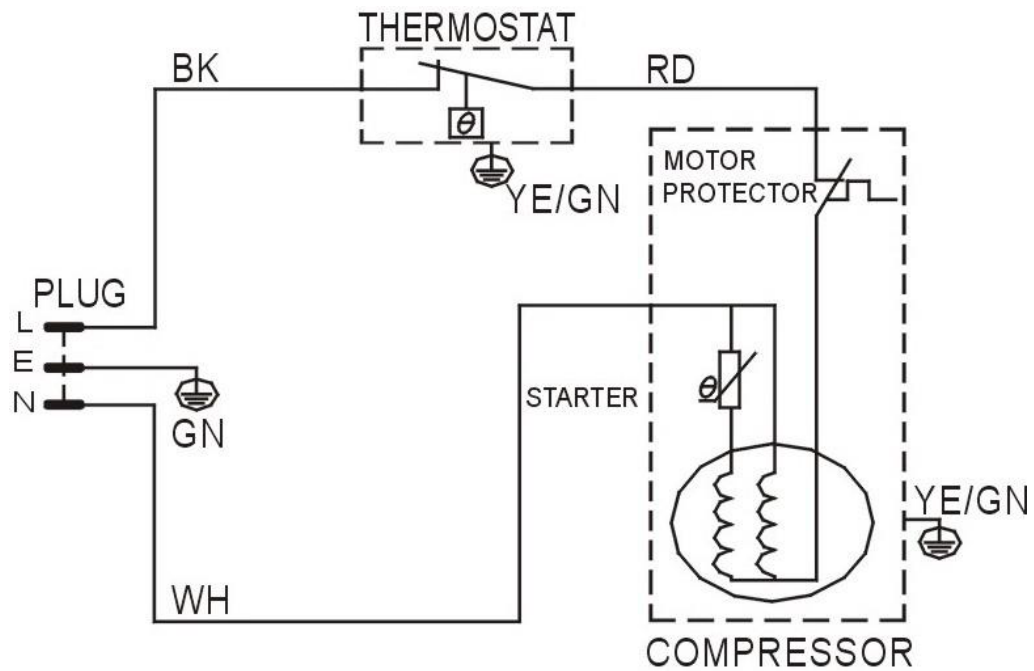 THERMOSTAT
BK
RD
θ
YE/GN
MOTOR
PROTECTOR
PLUG
L
E
N
GN
STARTER
θ
YE/GN
WH
COMPRESSOR